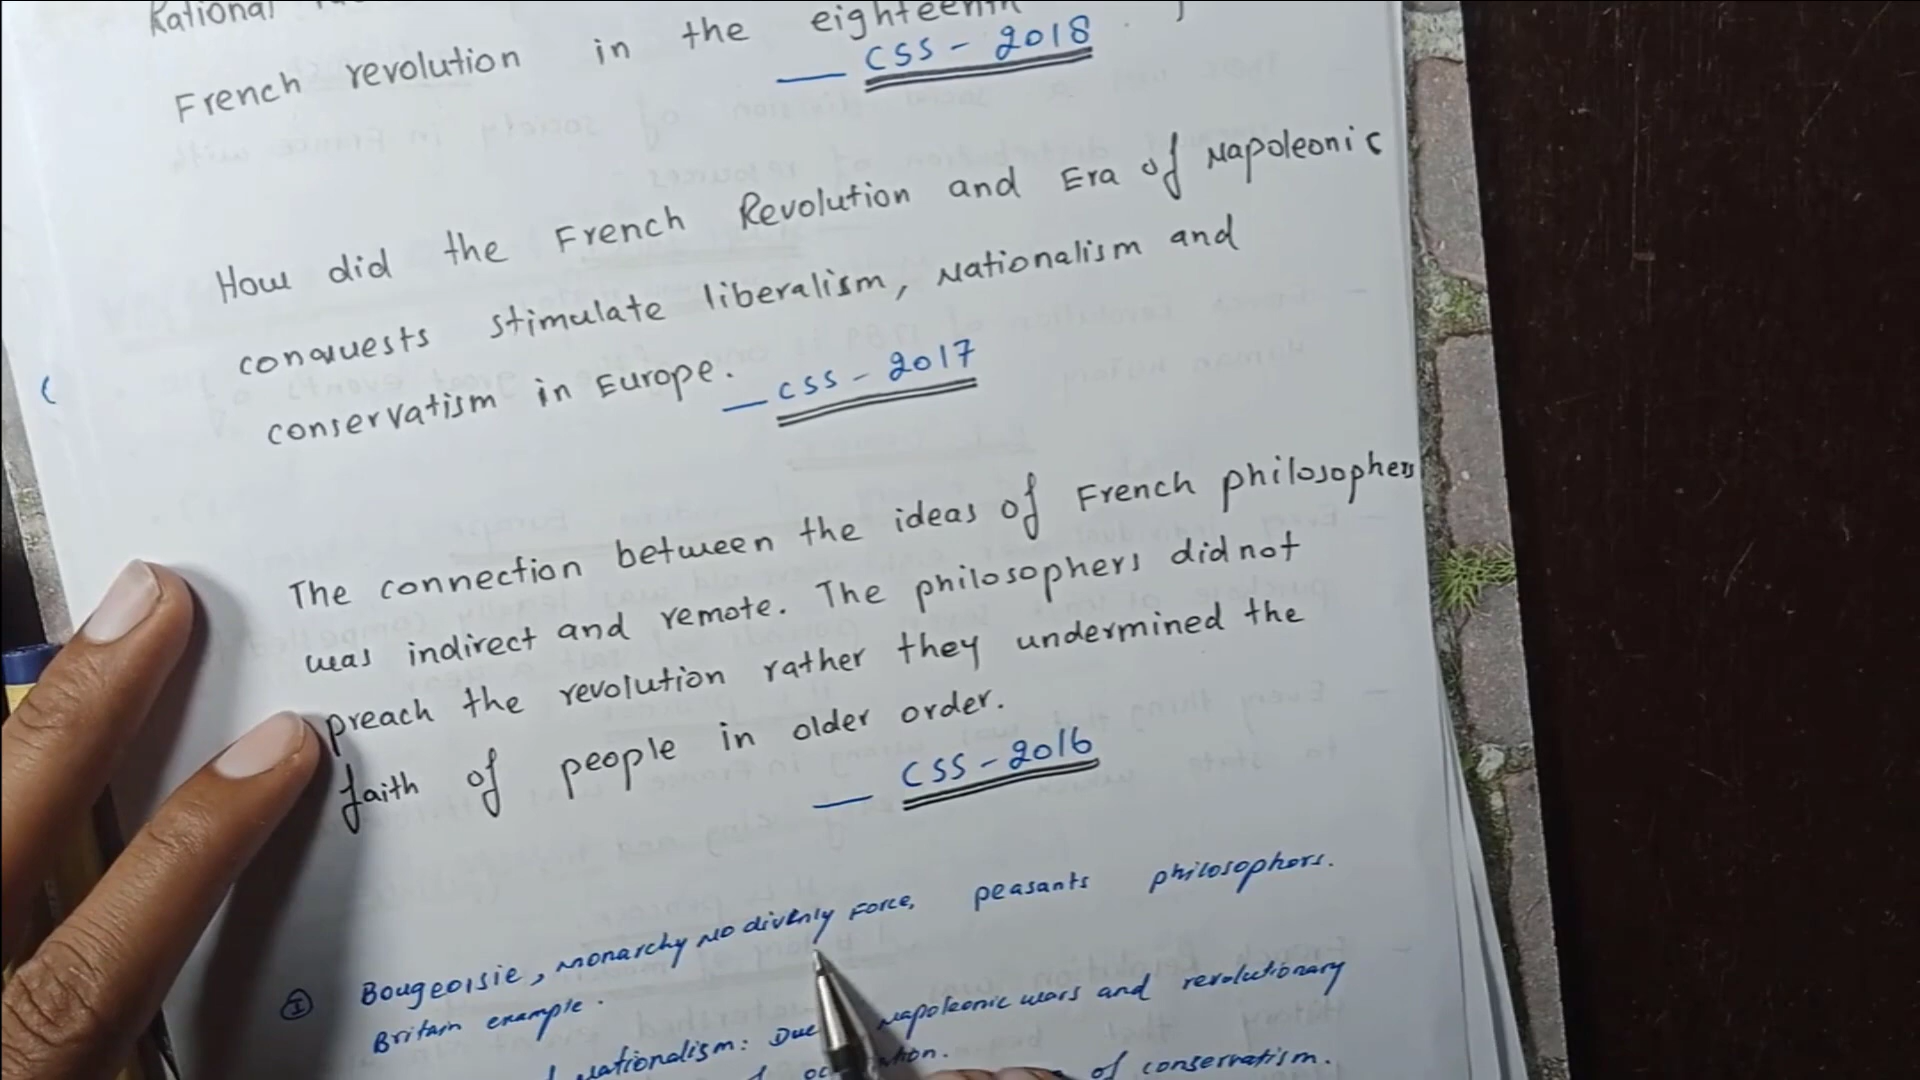 Rational
French revolution in the eighteenth
— CSS - 2018
How did the French Revolution and Era of Napoleonic
conquests stimulate liberalism, Nationalism and
conservatism in Europe.
— CSS - 2017
The connection between the ideas of French philosophers
was indirect and remote. The philosophers did not
preach the revolution rather they undermined the
faith of people in older order.
— CSS - 2016
I Bougeoisie, Monarchy no divinly Force, peasants philosophers.
Britain example.
Nationalism: Due Napoleonic wars and revolutionary
of conservatism.